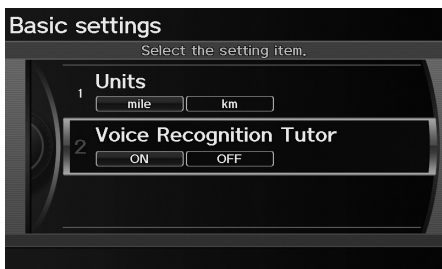 Basic settings
Select the setting item.
1 Units
mile km
2 Voice Recognition Tutor
ON OFF